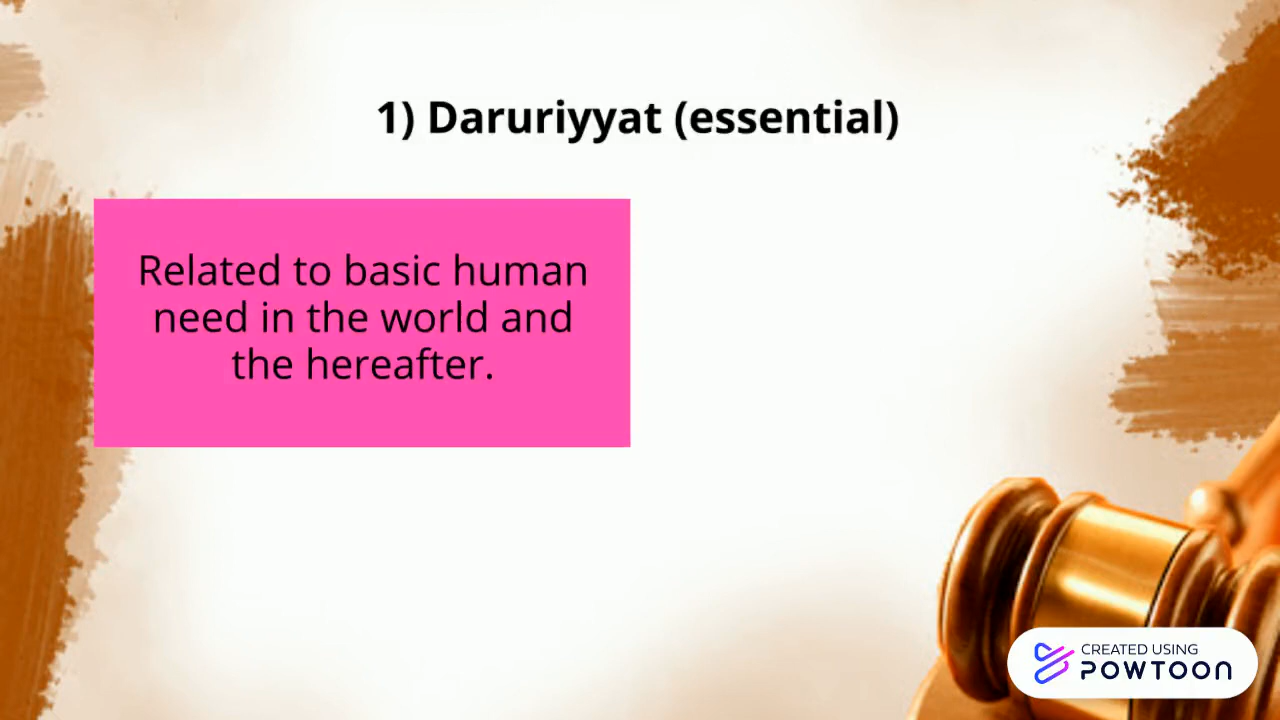 1) Daruriyyat (essential)
Related to basic human
need in the world and
the hereafter.
CREATED USING
POWTOON